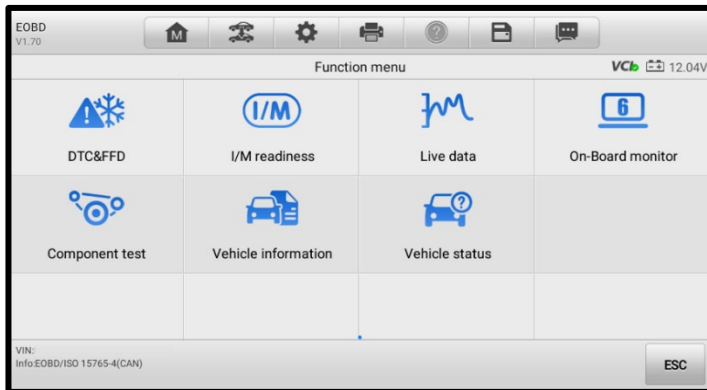 EOBD
V1.70
M
Function menu
VCI 12.04V
I/M
6
DTC&FFD
I/M readiness
Live data
On-Board monitor
Component test
Vehicle information
Vehicle status
VIN:
Info:EOBD/ISO 15765-4(CAN)
ESC